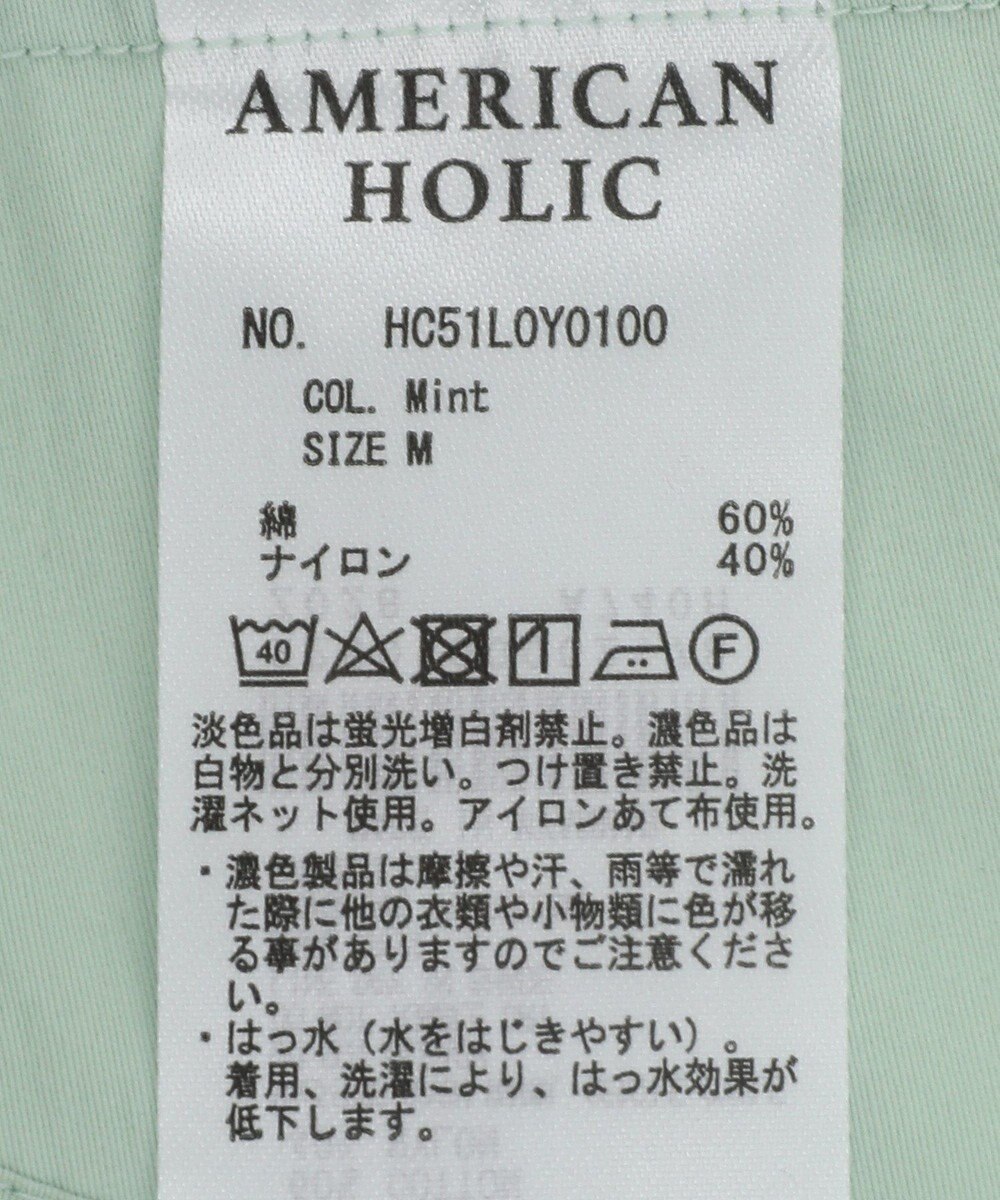 AMERICAN
HOLIC
NO. HC51L0Y0100
COL. Mint
SIZE M
綿 60%
ナイロン 40%
40 F
淡色品は蛍光増白剤禁止。濃色品は
白物と分別洗い。つけ置き禁止。洗
濯ネット使用。アイロンあて布使用。
・濃色製品は摩擦や汗、雨等で濡れ
た際に他の衣類や小物類に色が移
る事がありますのでご注意くださ
い。
・はっ水（水をはじきやすい）。
着用、洗濯により、はっ水効果が
低下します。